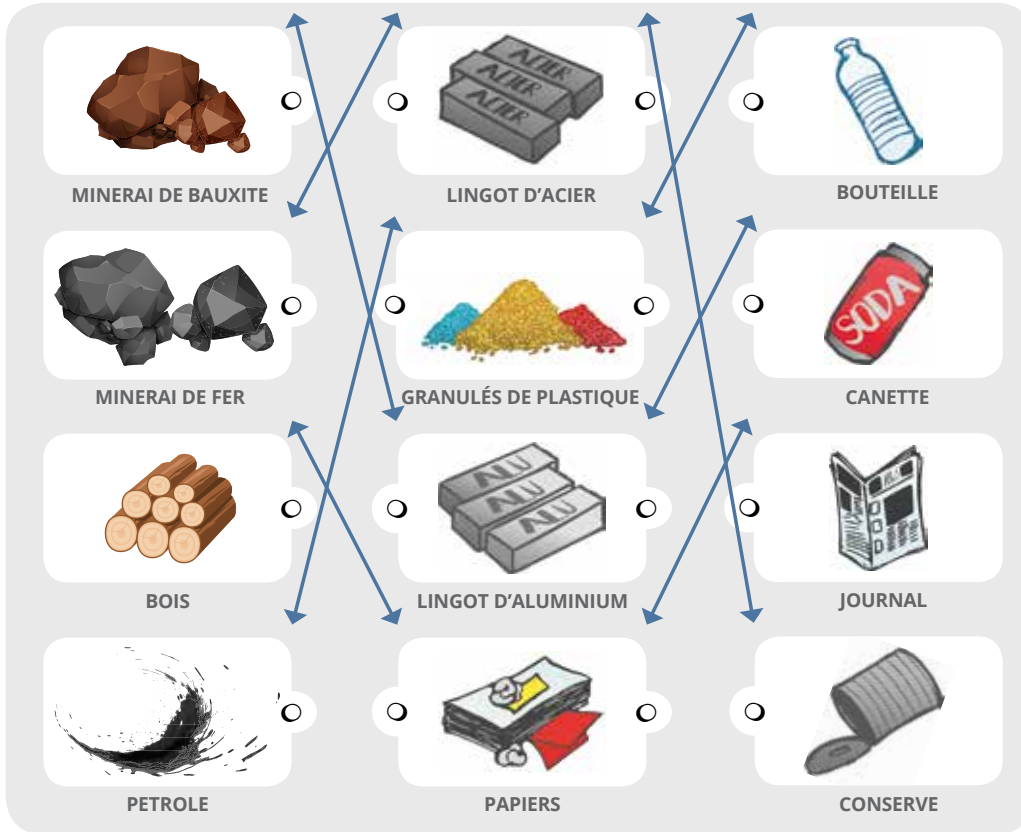 ACIER
ACIER
ACIER
MINERAI DE BAUXITE
LINGOT D’ACIER
BOUTEILLE
SODA
MINERAI DE FER
GRANULÉS DE PLASTIQUE
CANETTE
ALU
ALU
ALU
BOIS
LINGOT D’ALUMINIUM
JOURNAL
PETROLE
PAPIERS
CONSERVE